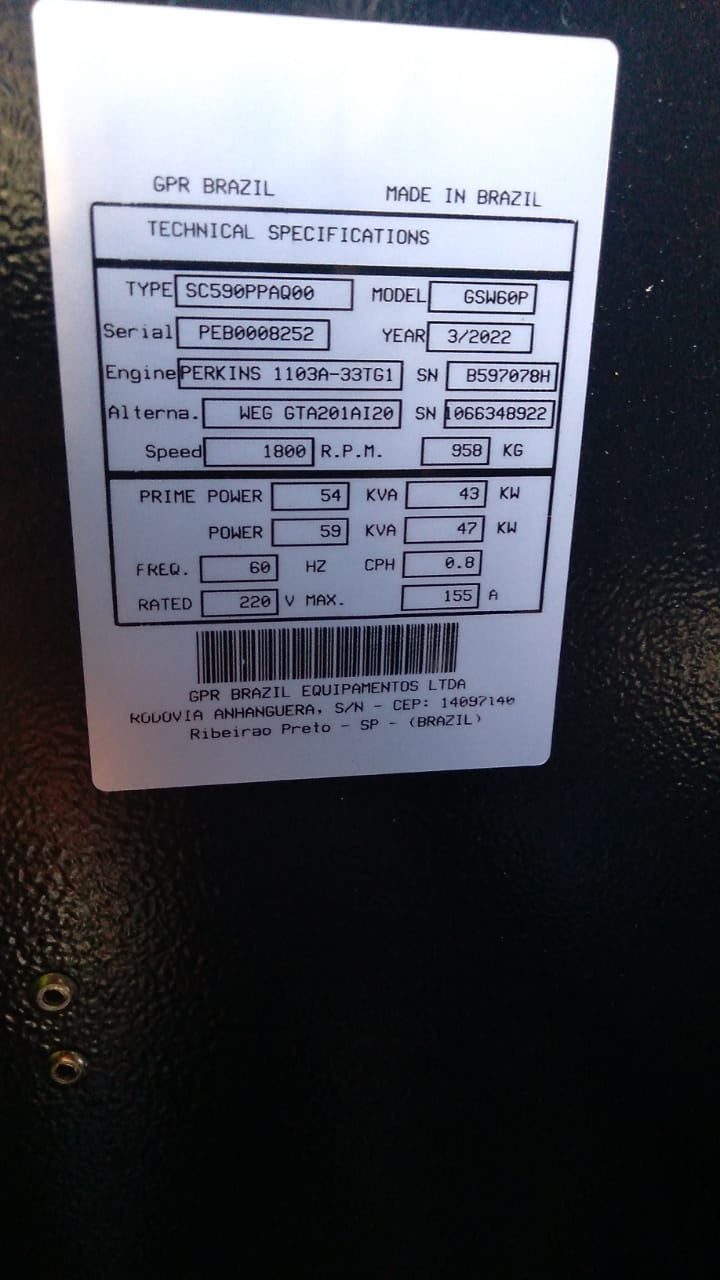 GPR BRAZIL MADE IN BRAZIL
TECHNICAL SPECIFICATIONS
TYPE SC590PPAQ00 MODEL GSW60P
Serial PEB0008252 YEAR 3/2022
Engine PERKINS 1103A-33TG1 SN B597078H
Alterna. WEG GTA201AI20 SN 1066348922
Speed 1800 R.P.M. 958 KG
PRIME POWER 54 KVA 43 KW
POWER 59 KVA 47 KW
FREQ. 60 HZ CPH 0.8
RATED 220 V MAX. 155 A
GPR BRAZIL EQUIPAMENTOS LTDA
RODOVIA ANHANGUERA, S/N - CEP: 14097140
Ribeirao Preto - SP - (BRAZIL)